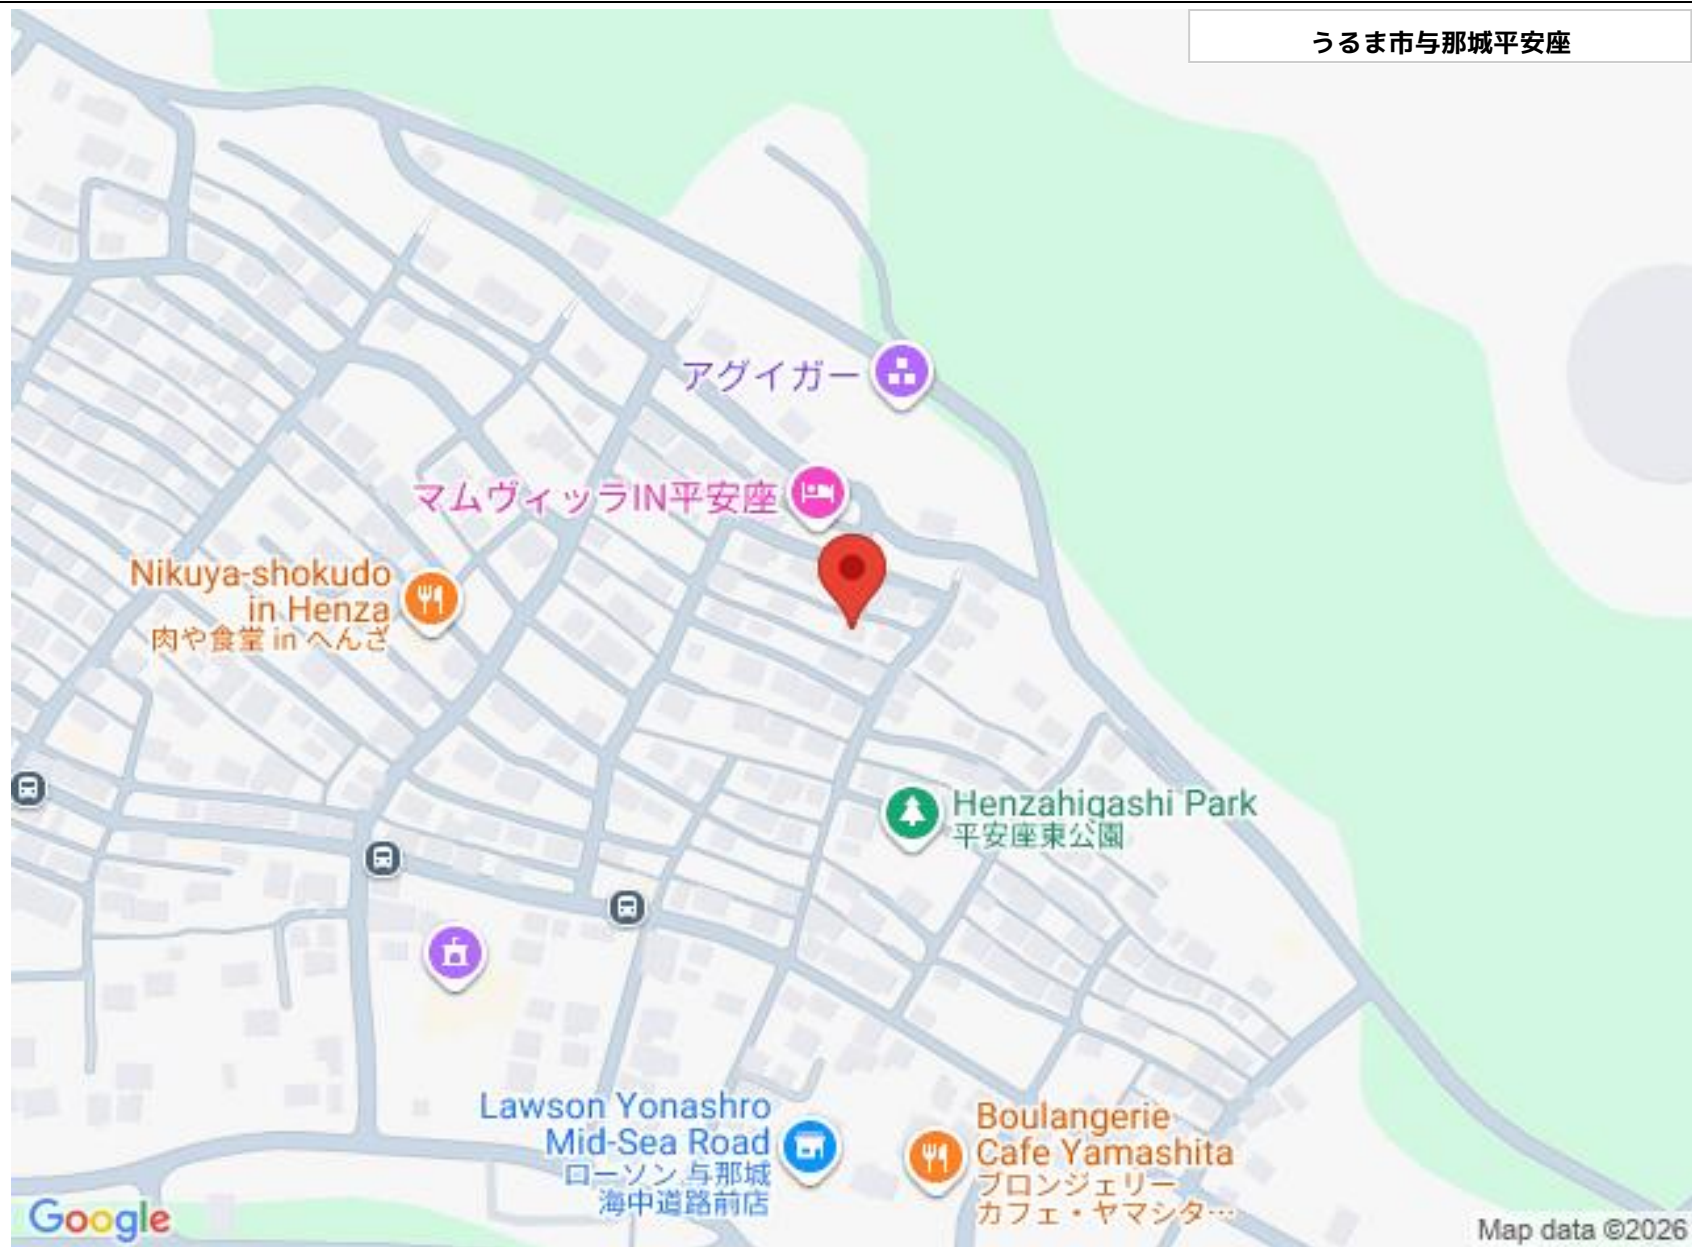 うるま市与那城平安座
アグイガー
マムヴィッラIN平安座
Nikuya-shokudo
in Henza
肉や食堂 in へんざ
Henzahigashi Park
平安座東公園
Lawson Yonashro
Mid-Sea Road
ローソン 与那城
海中道路前店
Boulangerie
Cafe Yamashita
ブロンジェリー
カフェ・ヤマシタ…
Google
Map data ©2026